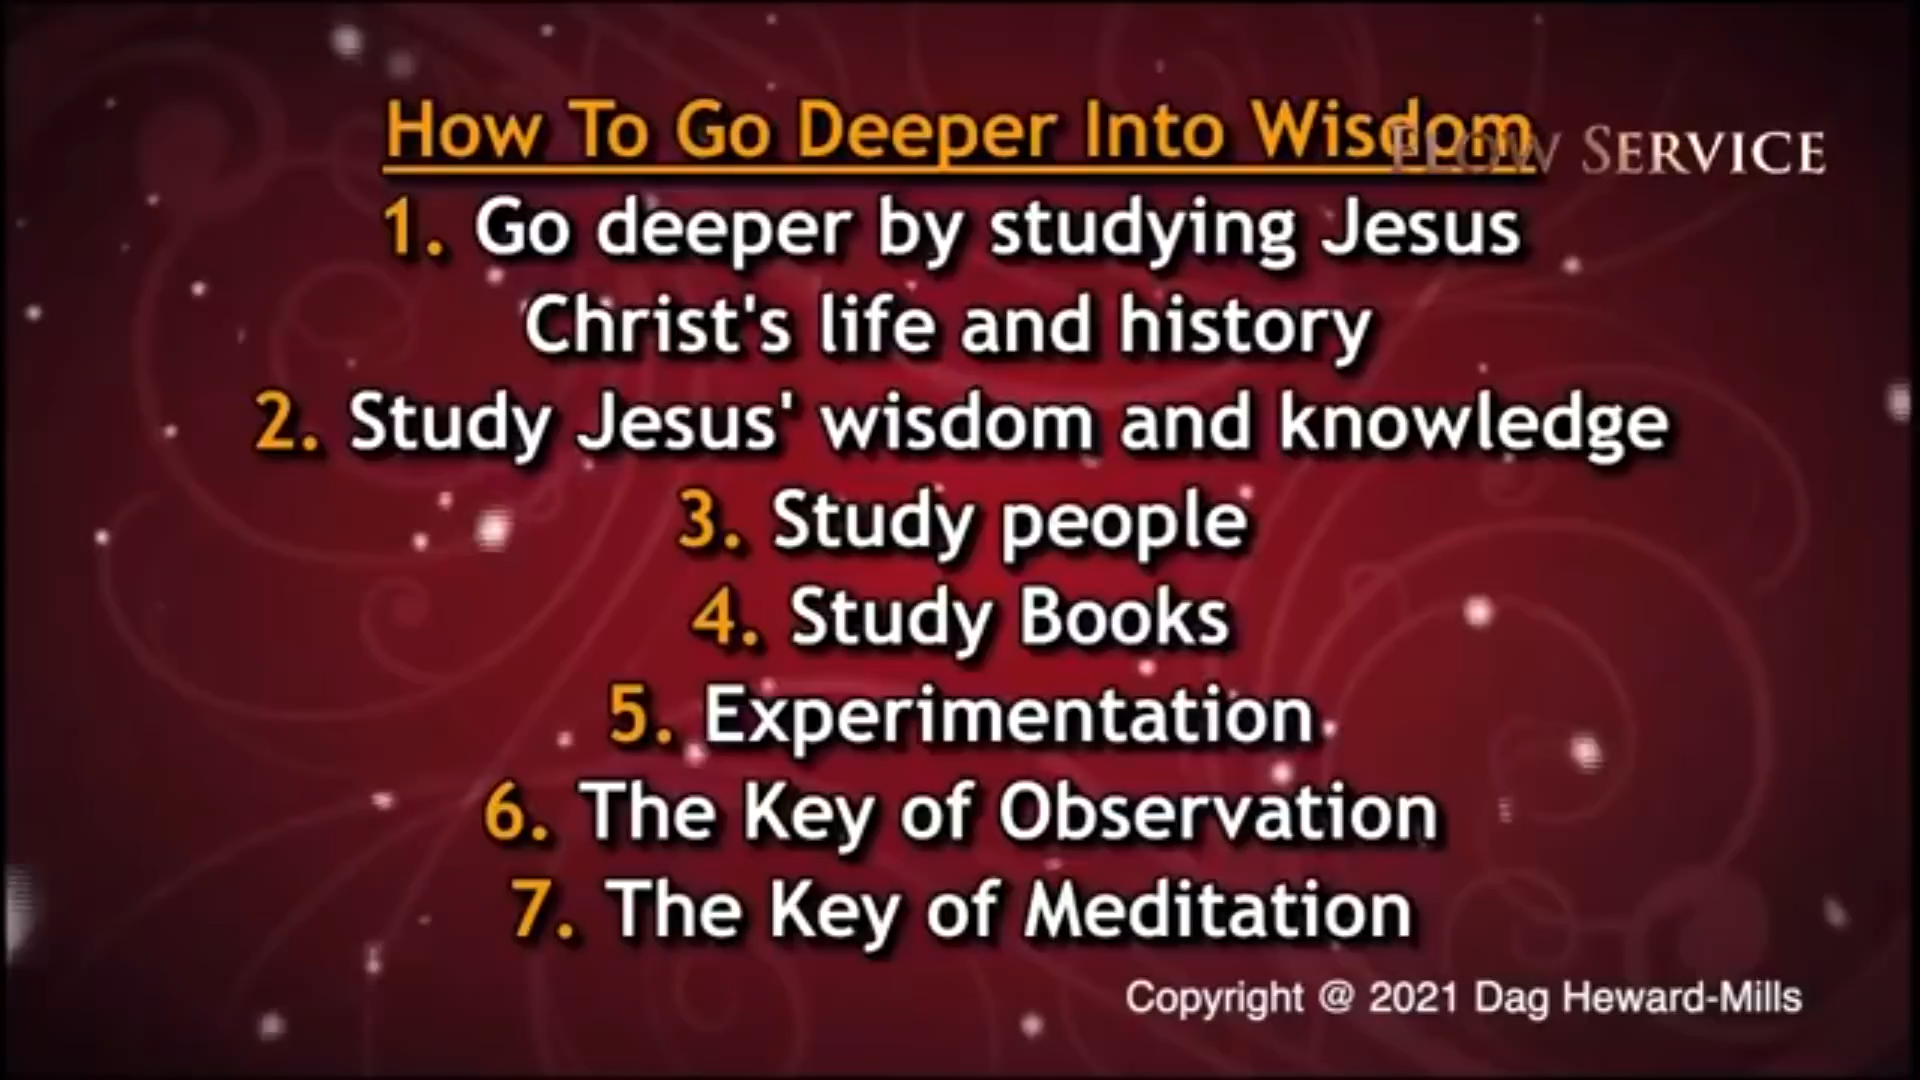 How To Go Deeper Into Wisdom
FLOW SERVICE
1. Go deeper by studying Jesus
Christ's life and history
2. Study Jesus' wisdom and knowledge
3. Study people
4. Study Books
5. Experimentation
6. The Key of Observation
7. The Key of Meditation
Copyright @ 2021 Dag Heward-Mills